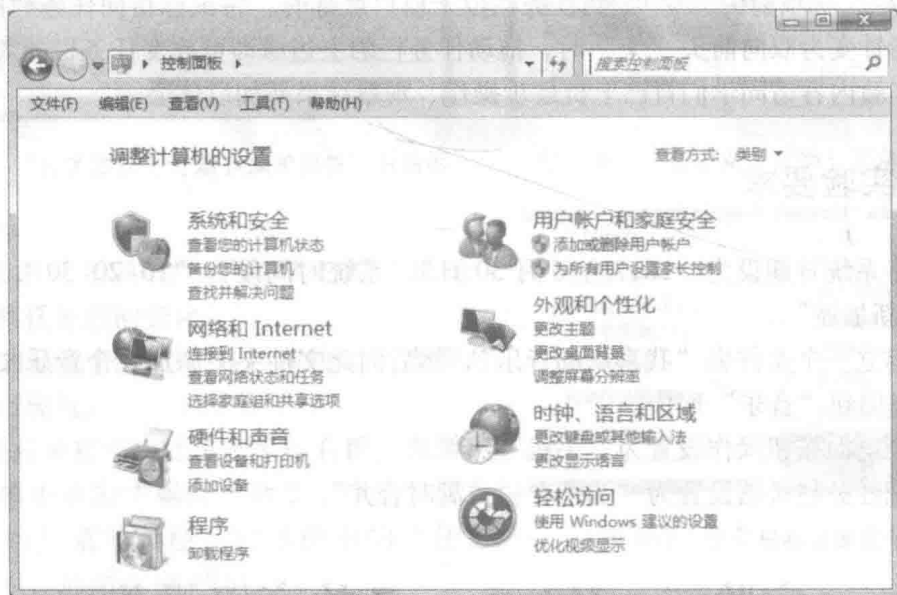 控制面板
搜索控制面板
文件(F) 编辑(E) 查看(V) 工具(T) 帮助(H)
调整计算机的设置
查看方式: 类别
系统和安全
查看您的计算机状态
备份您的计算机
查找并解决问题
网络和 Internet
连接到 Internet
查看网络状态和任务
选择家庭组和共享选项
硬件和声音
查看设备和打印机
添加设备
程序
卸载程序
用户帐户和家庭安全
添加或删除用户帐户
为所有用户设置家长控制
外观和个性化
更改主题
更改桌面背景
调整屏幕分辨率
时钟、语言和区域
更改键盘或其他输入法
更改显示语言
轻松访问
使用 Windows 建议的设置
优化视频显示